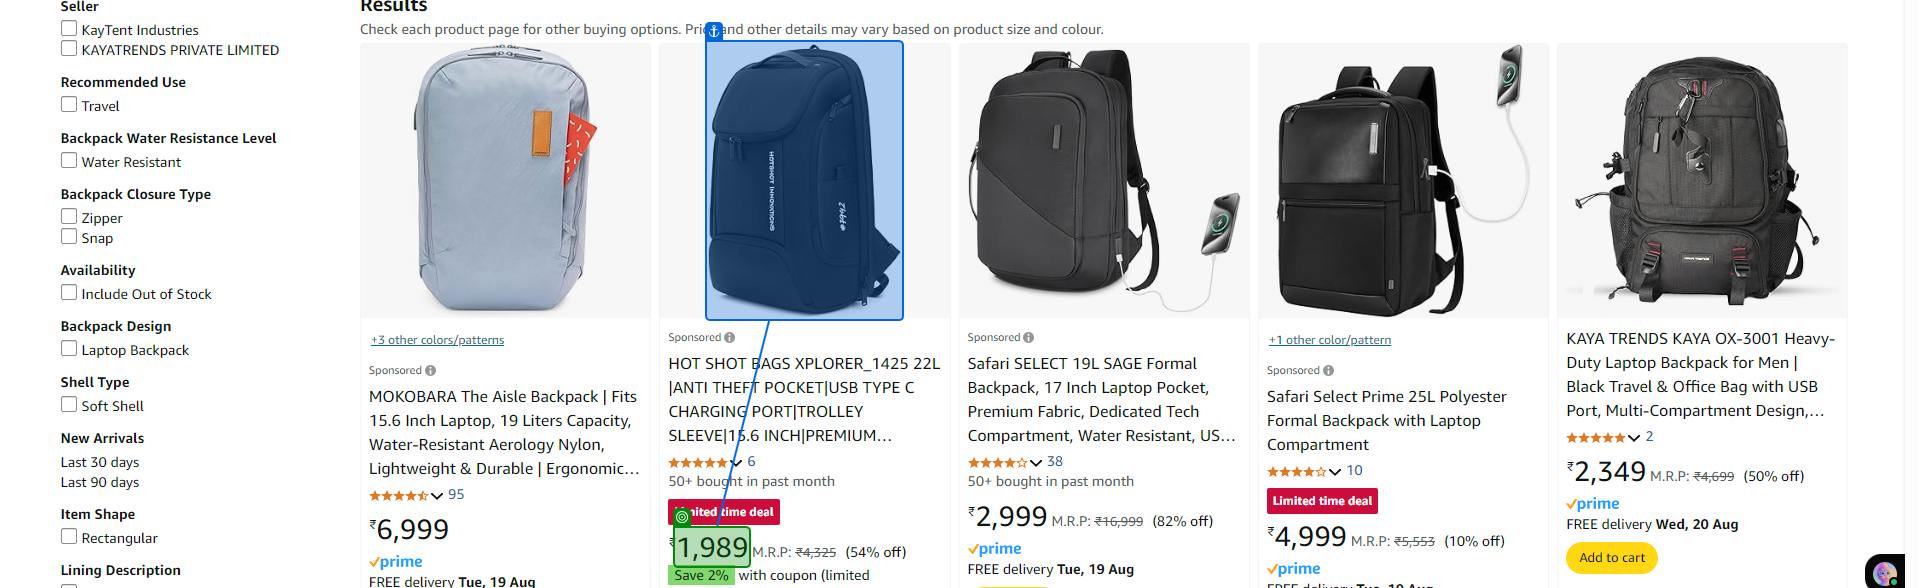 Seller
KayTent Industries
KAYATRENDS PRIVATE LIMITED
Recommended Use
Travel
Backpack Water Resistance Level
Water Resistant
Backpack Closure Type
Zipper
Snap
Availability
Include Out of Stock
Backpack Design
Laptop Backpack
Shell Type
Soft Shell
New Arrivals
Last 30 days
Last 90 days
Item Shape
Rectangular
Lining Description
Results
Check each product page for other buying options. and other details may vary based on product size and colour.
+3 other colors/patterns
Sponsored
MOKOBARA The Aisle Backpack | Fits
15.6 Inch Laptop, 19 Liters Capacity,
Water-Resistant Aerology Nylon,
Lightweight & Durable | Ergonomic...
95
₹6,999
prime
FREE delivery Tue, 19 Aug
HOTSHOT INNOVATIONS
Sponsored
HOT SHOT BAGS XPLORER_1425 22L
|ANTI THEFT POCKET|USB TYPE C
CHARGING PORT|TROLLEY
SLEEVE|15.6 INCH|PREMIUM...
6
50+ bought in past month
time deal
₹1,989 M.R.P: ₹4,325 (54% off)
Save 2% with coupon (limited
Sponsored
Safari SELECT 19L SAGE Formal
Backpack, 17 Inch Laptop Pocket,
Premium Fabric, Dedicated Tech
Compartment, Water Resistant, US...
38
50+ bought in past month
₹2,999 M.R.P: ₹16,999 (82% off)
prime
FREE delivery Tue, 19 Aug
+1 other color/pattern
Sponsored
Safari Select Prime 25L Polyester
Formal Backpack with Laptop
Compartment
10
Limited time deal
₹4,999 M.R.P: ₹5,553 (10% off)
prime
FREE delivery Tue, 19 Aug
KAYA TRENDS KAYA OX-3001 Heavy-
Duty Laptop Backpack for Men |
Black Travel & Office Bag with USB
Port, Multi-Compartment Design,...
2
₹2,349 M.R.P: ₹4,699 (50% off)
prime
FREE delivery Wed, 20 Aug
Add to cart